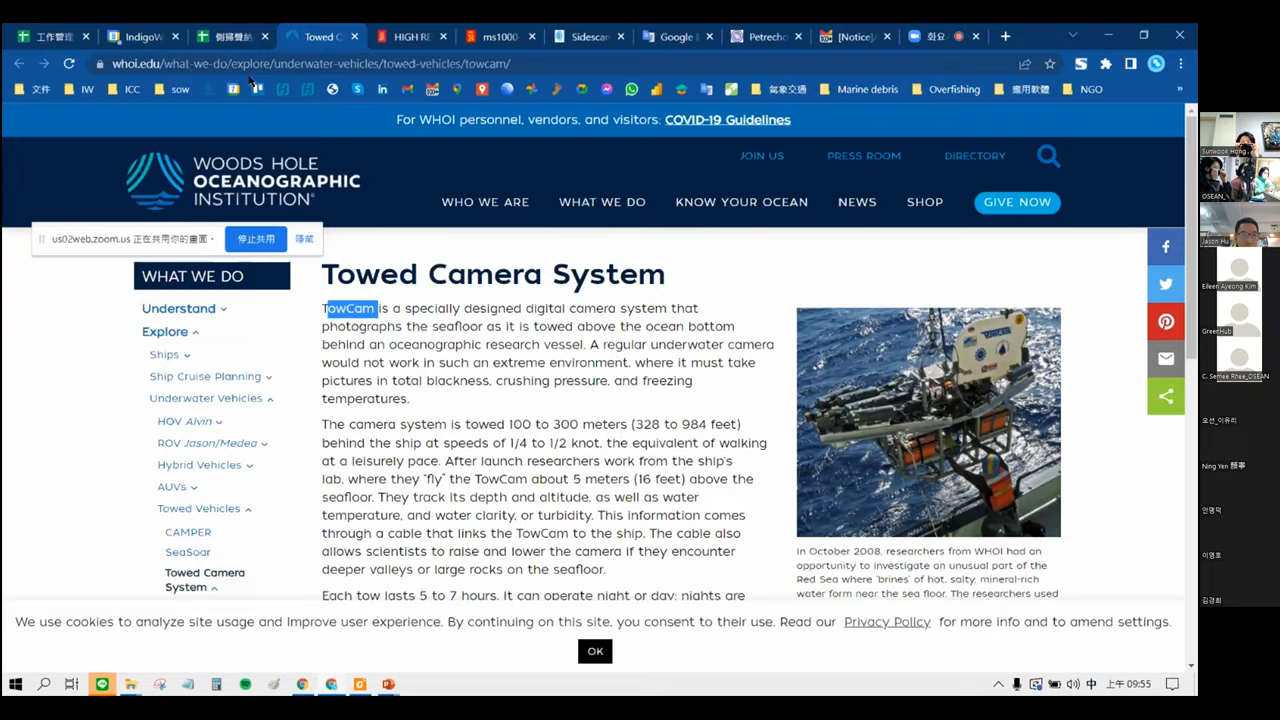 工作管理
IndigoW
側掃聲納
Towed C
HIGH RE
ms1000
Sidescan
Google
Petrecho
[Notice]/
화요
whoi.edu/what-we-do/explore/underwater-vehicles/towed-vehicles/towcam/
文件
IW
ICC
sow
氣象交通
Marine debris
Overfishing
應用軟體
NGO
For WHOI personnel, vendors, and visitors: COVID-19 Guidelines
WOODS HOLE
OCEANOGRAPHIC
INSTITUTION
JOIN US
PRESS ROOM
DIRECTORY
WHO WE ARE
WHAT WE DO
KNOW YOUR OCEAN
NEWS
SHOP
GIVE NOW
us02web.zoom.us 正在共用你的畫面。
停止共用
隱藏
WHAT WE DO
Understand
Explore
Ships
Ship Cruise Planning
Underwater Vehicles
HOV Alvin
ROV Jason/Medea
Hybrid Vehicles
AUVs
Towed Vehicles
CAMPER
SeaSoar
Towed Camera
System
Towed Camera System
TowCam is a specially designed digital camera system that
photographs the seafloor as it is towed above the ocean bottom
behind an oceanographic research vessel. A regular underwater camera
would not work in such an extreme environment, where it must take
pictures in total blackness, crushing pressure, and freezing
temperatures.
The camera system is towed 100 to 300 meters (328 to 984 feet)
behind the ship at speeds of 1/4 to 1/2 knot, the equivalent of walking
at a leisurely pace. After launch researchers work from the ship's
lab, where they "fly" the TowCam about 5 meters (16 feet) above the
seafloor. They track its depth and altitude, as well as water
temperature, and water clarity, or turbidity. This information comes
through a cable that links the TowCam to the ship. The cable also
allows scientists to raise and lower the camera if they encounter
deeper valleys or large rocks on the seafloor.
Each tow lasts 5 to 7 hours. It can operate night or day; nights are
TOWCAM
In October 2008, researchers from WHOI had an
opportunity to investigate an unusual part of the
Red Sea where "brines" of hot, salty, mineral-rich
water form near the sea floor. The researchers used
We use cookies to analyze site usage and improve user experience. By continuing on this site, you consent to their use. Read our Privacy Policy for more info and to amend settings.
OK
中
上午 09:55
Sunwook Hong
OSEAN_
Jason Hu
Eileen Ayeong Kim
GreenHub
C. Semee Rhee_OSEAN
오션_이유리
Ning Yen 顏寧
안명덕
이영호
김경희